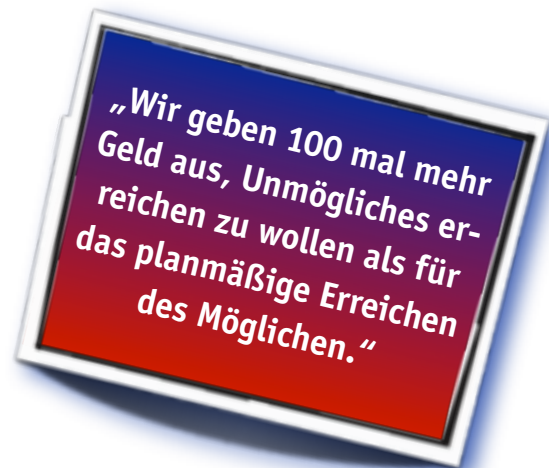 „Wir geben 100 mal mehr
Geld aus, Unmögliches er-
reichen zu wollen als für
das planmäßige Erreichen
des Möglichen.“